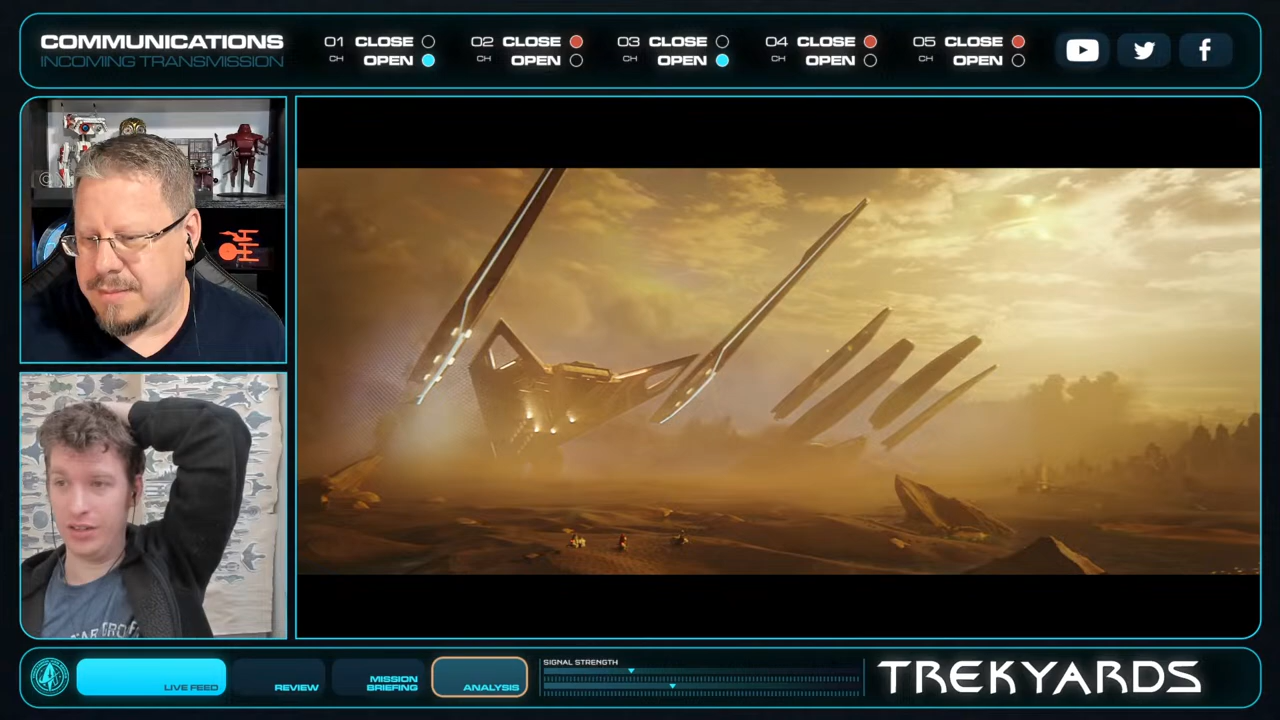 COMMUNICATIONS
INCOMING TRANSMISSION
01 CLOSE
CH OPEN
02 CLOSE
CH OPEN
03 CLOSE
CH OPEN
04 CLOSE
CH OPEN
05 CLOSE
CH OPEN
LIVE FEED
REVIEW
MISSION
BRIEFING
ANALYSIS
SIGNAL STRENGTH
TREKYARDS